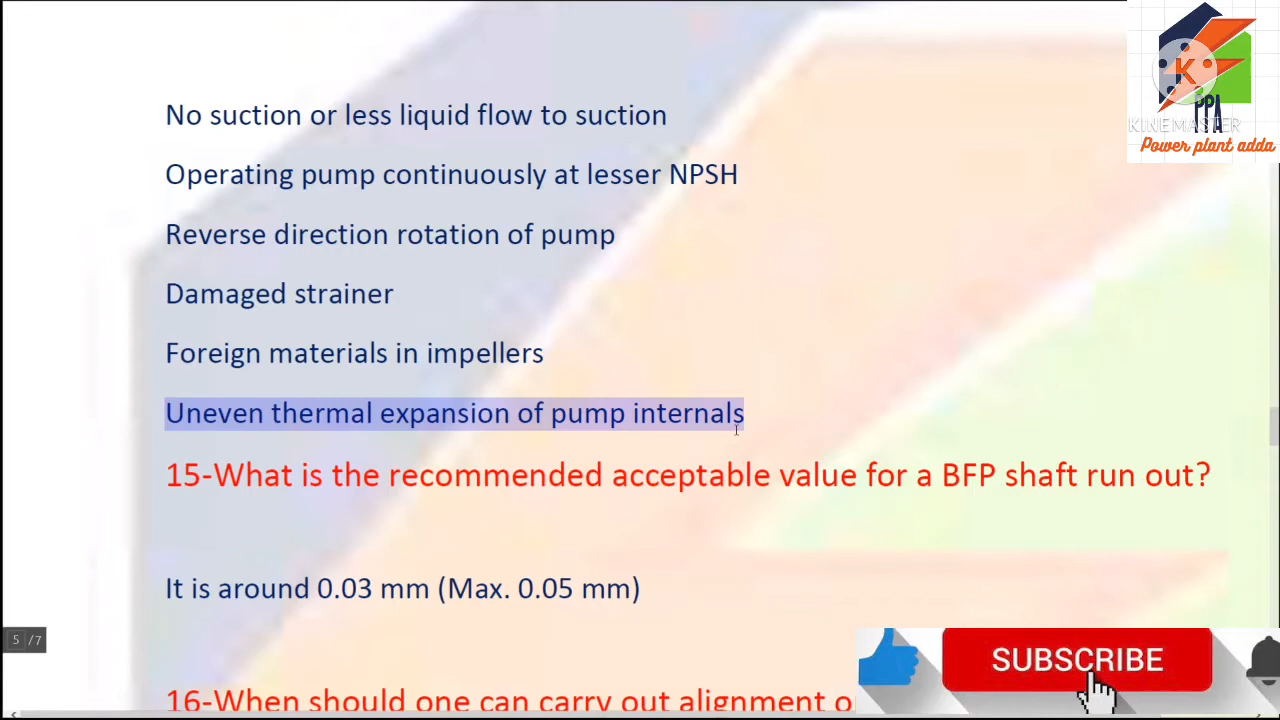 No suction or less liquid flow to suction
Operating pump continuously at lesser NPSH
Reverse direction rotation of pump
Damaged strainer
Foreign materials in impellers
Uneven thermal expansion of pump internals
15-What is the recommended acceptable value for a BFP shaft run out?
It is around 0.03 mm (Max. 0.05 mm)
16-When should one can carry out alignment o
5 /7
K
PPA
KINEMASTER
Power plant adda
SUBSCRIBE